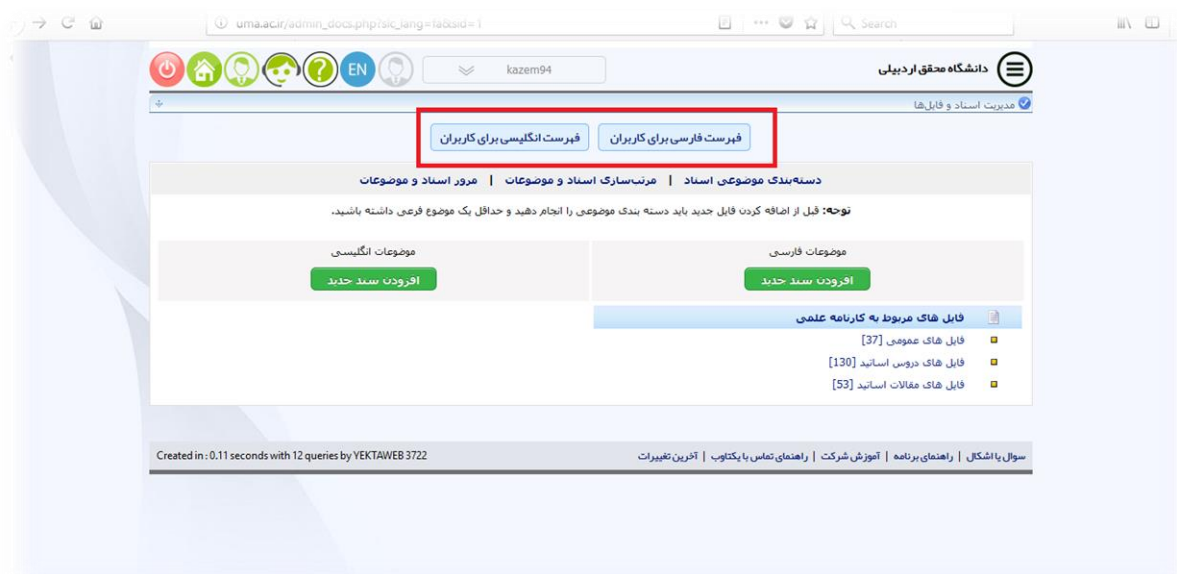 uma.ac.ir/admin_docs.php?slc_lang=fa&sid=1
Search
دانشگاه محقق اردبیلی
kazem94
EN
مدیریت اسناد و فایل‌ها
فهرست فارسی برای کاربران
فهرست انگلیسی برای کاربران
دسته‌بندی موضوعی اسناد | مرتب‌سازی اسناد و موضوعات | مرور اسناد و موضوعات
توجه: قبل از اضافه کردن فایل جدید باید دسته بندی موضوعی را انجام دهید و حداقل یک موضوع فرعی داشته باشید.
موضوعات فارسی
موضوعات انگلیسی
افزودن سند جدید
افزودن سند جدید
فایل های مربوط به کارنامه علمی
فایل های عمومی [37]
فایل های دروس اساتید [130]
فایل های مقالات اساتید [53]
سوال یا اشکال | راهنمای برنامه | آموزش شرکت | راهنمای تماس با یکتاوب | آخرین تغییرات
Created in : 0.11 seconds with 12 queries by YEKTAWEB 3722